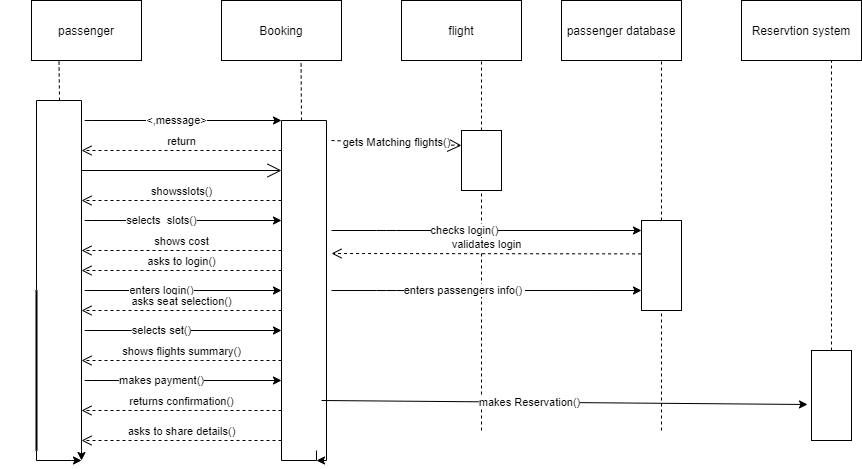 passenger
Booking
flight
passenger database
Reservtion system
<,message>
return
gets Matching flights()
showsslots()
selects slots()
checks login()
shows cost
validates login
asks to login()
enters login()
enters passengers info()
asks seat selection()
selects set()
shows flights summary()
makes payment()
returns confirmation()
makes Reservation()
asks to share details()